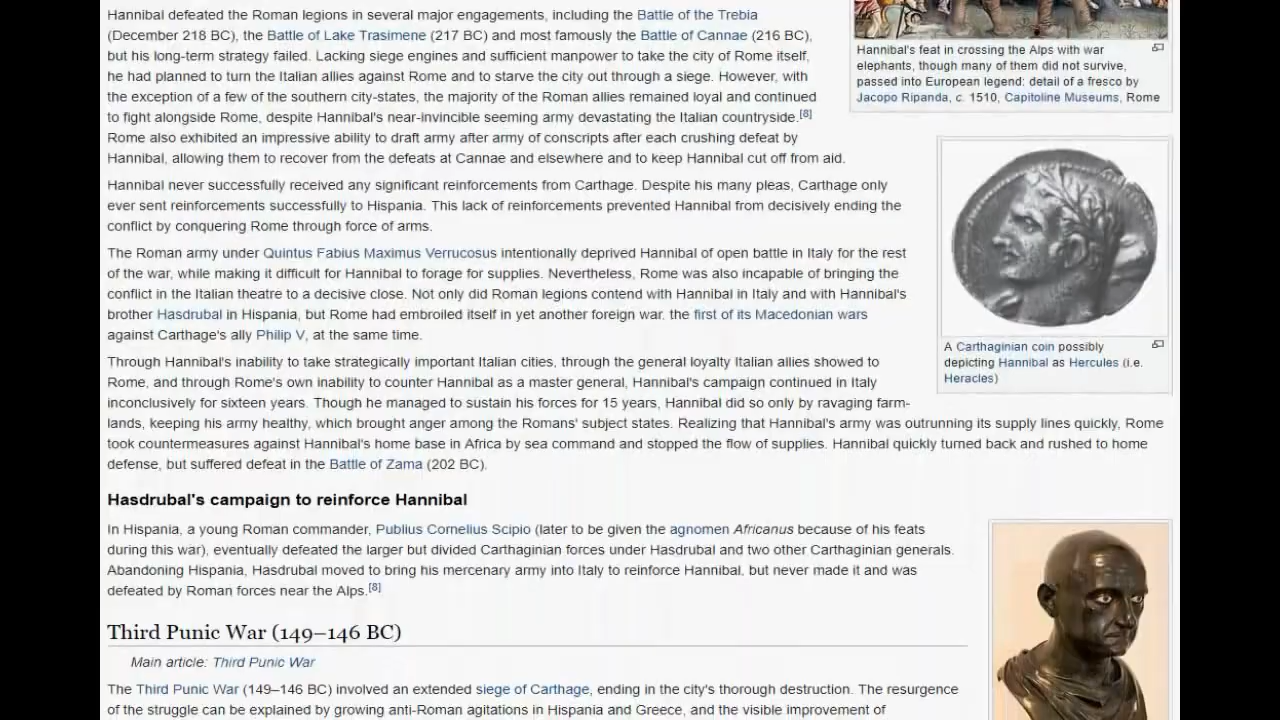 Hannibal defeated the Roman legions in several major engagements, including the Battle of the Trebia
(December 218 BC), the Battle of Lake Trasimene (217 BC) and most famously the Battle of Cannae (216 BC),
but his long-term strategy failed. Lacking siege engines and sufficient manpower to take the city of Rome itself,
he had planned to turn the Italian allies against Rome and to starve the city out through a siege. However, with
the exception of a few of the southern city-states, the majority of the Roman allies remained loyal and continued
to fight alongside Rome, despite Hannibal's near-invincible seeming army devastating the Italian countryside.[8]
Rome also exhibited an impressive ability to draft army after army of conscripts after each crushing defeat by
Hannibal, allowing them to recover from the defeats at Cannae and elsewhere and to keep Hannibal cut off from aid.
Hannibal never successfully received any significant reinforcements from Carthage. Despite his many pleas, Carthage only
ever sent reinforcements successfully to Hispania. This lack of reinforcements prevented Hannibal from decisively ending the
conflict by conquering Rome through force of arms.
The Roman army under Quintus Fabius Maximus Verrucosus intentionally deprived Hannibal of open battle in Italy for the rest
of the war, while making it difficult for Hannibal to forage for supplies. Nevertheless, Rome was also incapable of bringing the
conflict in the Italian theatre to a decisive close. Not only did Roman legions contend with Hannibal in Italy and with Hannibal's
brother Hasdrubal in Hispania, but Rome had embroiled itself in yet another foreign war, the first of its Macedonian wars
against Carthage's ally Philip V, at the same time.
Through Hannibal's inability to take strategically important Italian cities, through the general loyalty Italian allies showed to
Rome, and through Rome's own inability to counter Hannibal as a master general, Hannibal's campaign continued in Italy
inconclusively for sixteen years. Though he managed to sustain his forces for 15 years, Hannibal did so only by ravaging farm-
lands, keeping his army healthy, which brought anger among the Romans' subject states. Realizing that Hannibal's army was outrunning its supply lines quickly, Rome
took countermeasures against Hannibal's home base in Africa by sea command and stopped the flow of supplies. Hannibal quickly turned back and rushed to home
defense, but suffered defeat in the Battle of Zama (202 BC).
Hannibal's feat in crossing the Alps with war
elephants, though many of them did not survive,
passed into European legend: detail of a fresco by
Jacopo Ripanda, c. 1510, Capitoline Museums, Rome
A Carthaginian coin possibly
depicting Hannibal as Hercules (i.e.
Heracles)
Hasdrubal's campaign to reinforce Hannibal
In Hispania, a young Roman commander, Publius Cornelius Scipio (later to be given the agnomen Africanus because of his feats
during this war), eventually defeated the larger but divided Carthaginian forces under Hasdrubal and two other Carthaginian generals.
Abandoning Hispania, Hasdrubal moved to bring his mercenary army into Italy to reinforce Hannibal, but never made it and was
defeated by Roman forces near the Alps.[8]
Third Punic War (149–146 BC)
Main article: Third Punic War
The Third Punic War (149–146 BC) involved an extended siege of Carthage, ending in the city's thorough destruction. The resurgence
of the struggle can be explained by growing anti-Roman agitations in Hispania and Greece, and the visible improvement of